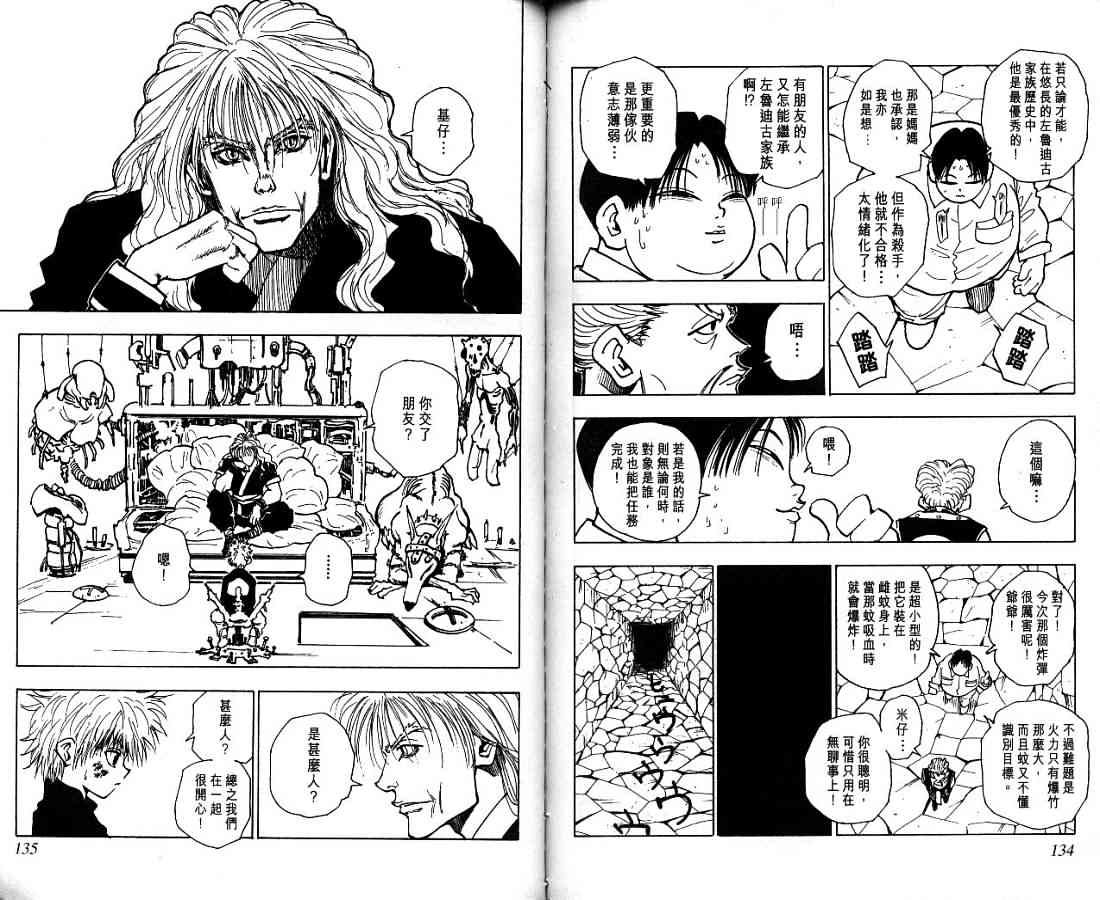 若只論才能，
在悠長的左魯迪古
家族歷史中，
他是最優秀的！
那是媽媽
也承認，
我亦
如是想…
但作為殺手，
他就不合格…
太情緒化了！
踏踏
踏踏
有朋友的人，
又怎能繼承
左魯迪古家族
啊!?
更重要的
是那傢伙
意志薄弱…
呼
呼
唔…
這個嘛…
喂！
若是我的話，
則無論何時，
對象是誰，
我也能把任務
完成！
對了！
今次那個炸彈
很厲害呢！
爺爺！
是超小型的！
把它裝在
雌蚊身上，
當那蚊吸血時
就會爆炸！
不過難題是
火力只有爆竹
那麼大，
而且蚊又不懂
識別目標。
米仔…
你很聰明，
可惜只用在
無聊事上！
ヒュウゥウゥウゥ
134
基仔…
你交了
朋友？
…
嗯！
是甚麼人？
甚麼人？
總之我們
在一起
很開心！
135